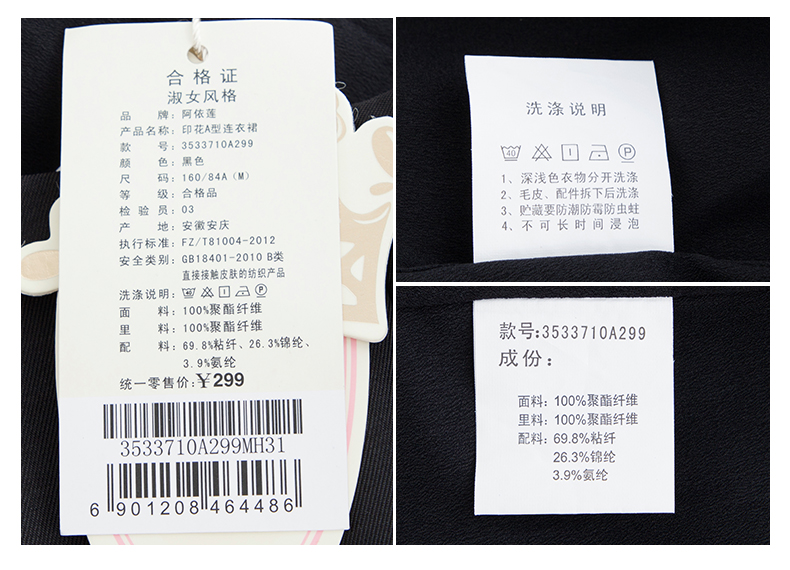 合格证
淑女风格
品牌：阿依莲
产品名称：印花A型连衣裙
款号：3533710A299
颜色：黑色
尺码：160/84A（M）
等级：合格品
检验员：03
产地：安徽安庆
执行标准：FZ/T81004-2012
安全类别：GB18401-2010 B类
直接接触皮肤的纺织产品
洗涤说明：40
面料：100%聚酯纤维
里料：100%聚酯纤维
配料：69.8%粘纤、26.3%锦纶、
3.9%氨纶
统一零售价：￥299
3533710A299MH31
6 901208 464486
洗涤说明
40 P
1、深浅色衣物分开洗涤
2、毛皮、配件拆下后洗涤
3、贮藏要防潮防霉防虫蛀
4、不可长时间浸泡
款号:3533710A299
成份：
面料：100%聚酯纤维
里料：100%聚酯纤维
配料：69.8%粘纤
26.3%锦纶
3.9%氨纶